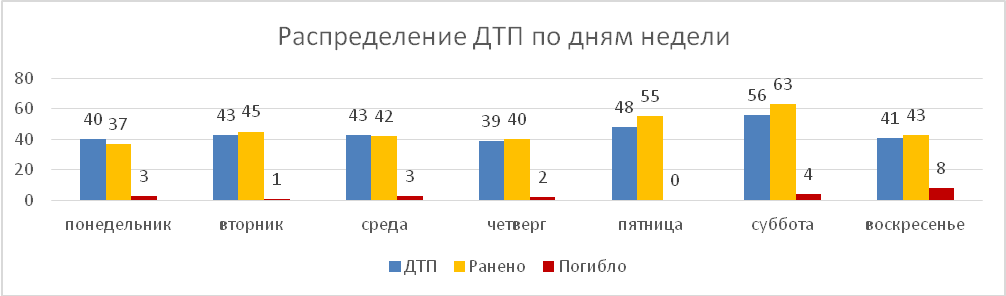 Распределение ДТП по дням недели
80
60
40
20
0
40 37 3
43 45 1
43 42 3
39 40 2
48 55 0
56 63 4
41 43 8
понедельник вторник среда четверг пятница суббота воскресенье
ДТП Ранено Погибло